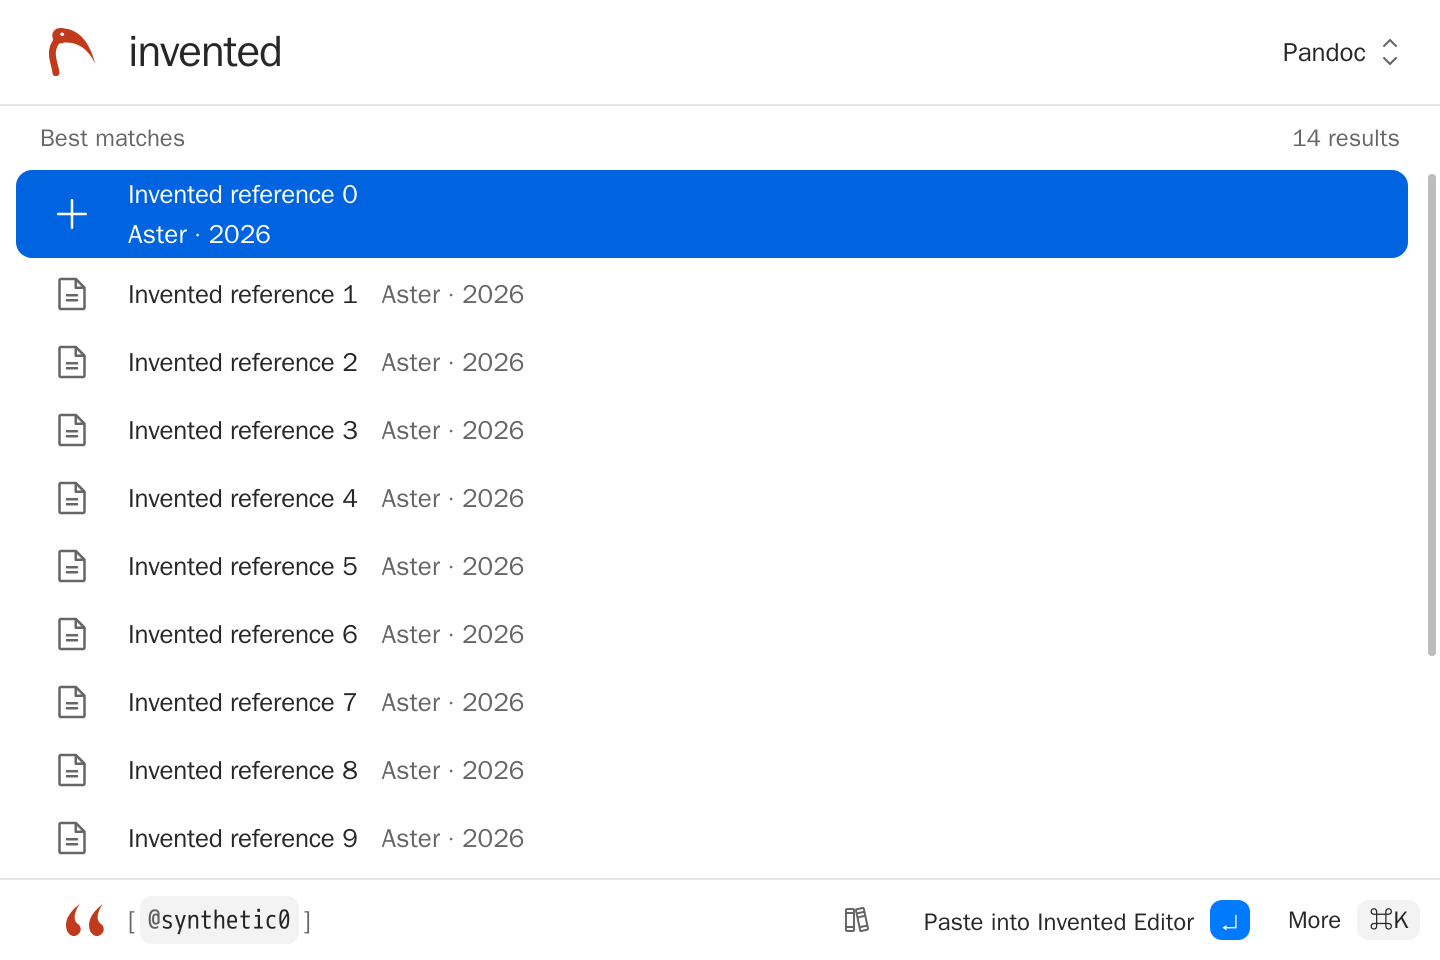 invented
Pandoc
Best matches
14 results
Invented reference 0
Aster · 2026
Invented reference 1 Aster · 2026
Invented reference 2 Aster · 2026
Invented reference 3 Aster · 2026
Invented reference 4 Aster · 2026
Invented reference 5 Aster · 2026
Invented reference 6 Aster · 2026
Invented reference 7 Aster · 2026
Invented reference 8 Aster · 2026
Invented reference 9 Aster · 2026
[ @synthetic0 ]
Paste into Invented Editor
More ⌘K